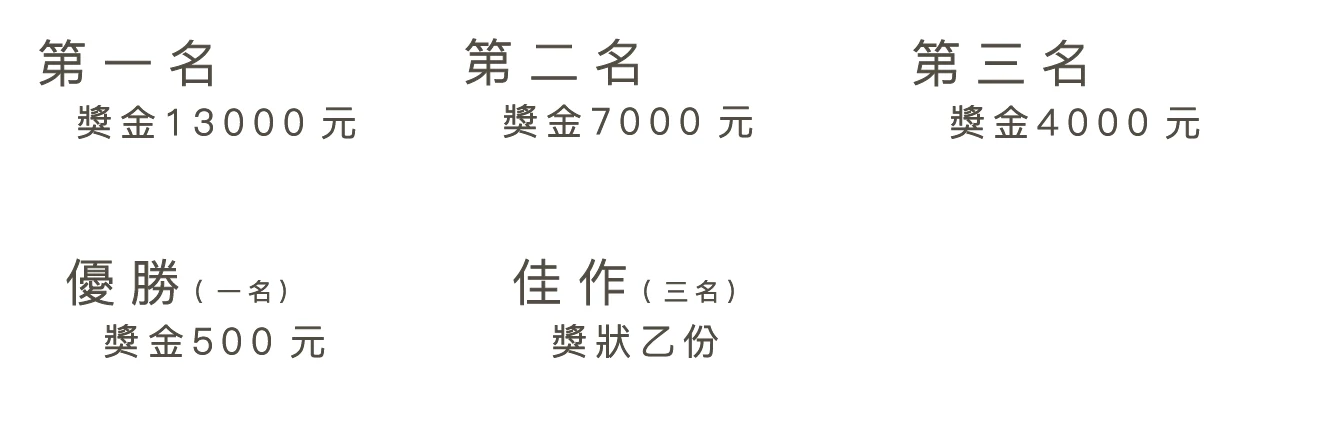 第一名
獎金13000 元
第二名
獎金7000 元
第三名
獎金4000 元
優勝(一名)
獎金500 元
佳作(三名)
獎狀乙份